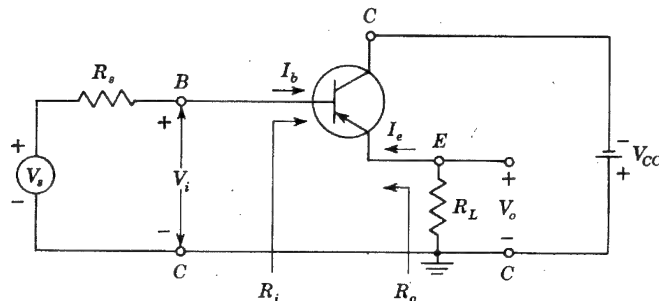 C
R_s
B
I_b
+
+
V_s
-
V_i
-
C
R_i
I_e
E
+
R_L
V_o
-
C
R_o
-
V_CC
+